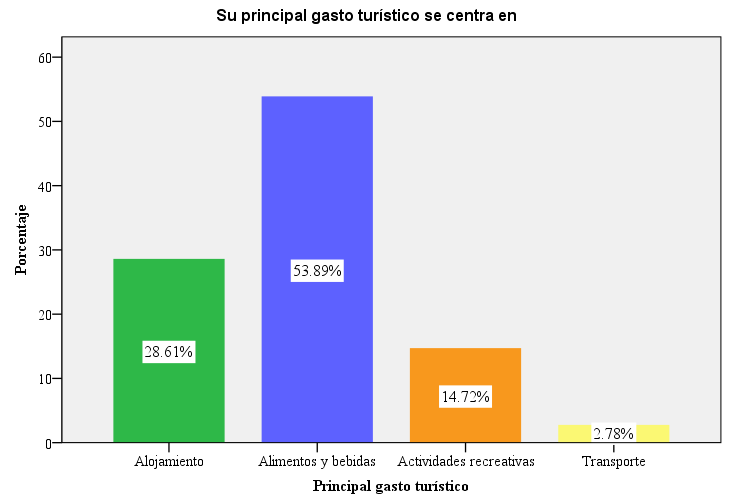 Su principal gasto turístico se centra en
60
50
40
30
20
10
0
Porcentaje
28.61%
53.89%
14.72%
2.78%
Alojamiento
Alimentos y bebidas
Actividades recreativas
Transporte
Principal gasto turístico